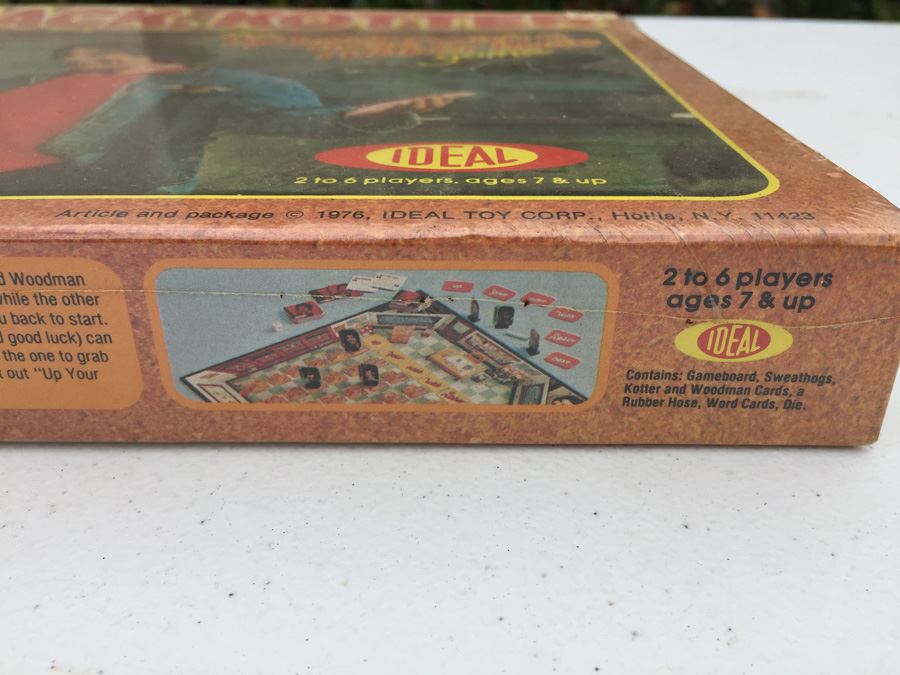 IDEAL
2 to 6 players. ages 7 & up
Article and package © 1976, IDEAL TOY CORP., Hollis, N.Y. 11423
d Woodman
while the other
u back to start.
d good luck) can
the one to grab
out "Up Your
2 to 6 players
ages 7 & up
IDEAL
Contains: Gameboard, Sweathogs,
Kotter and Woodman Cards, a
Rubber Hose, Word Cards, Die.